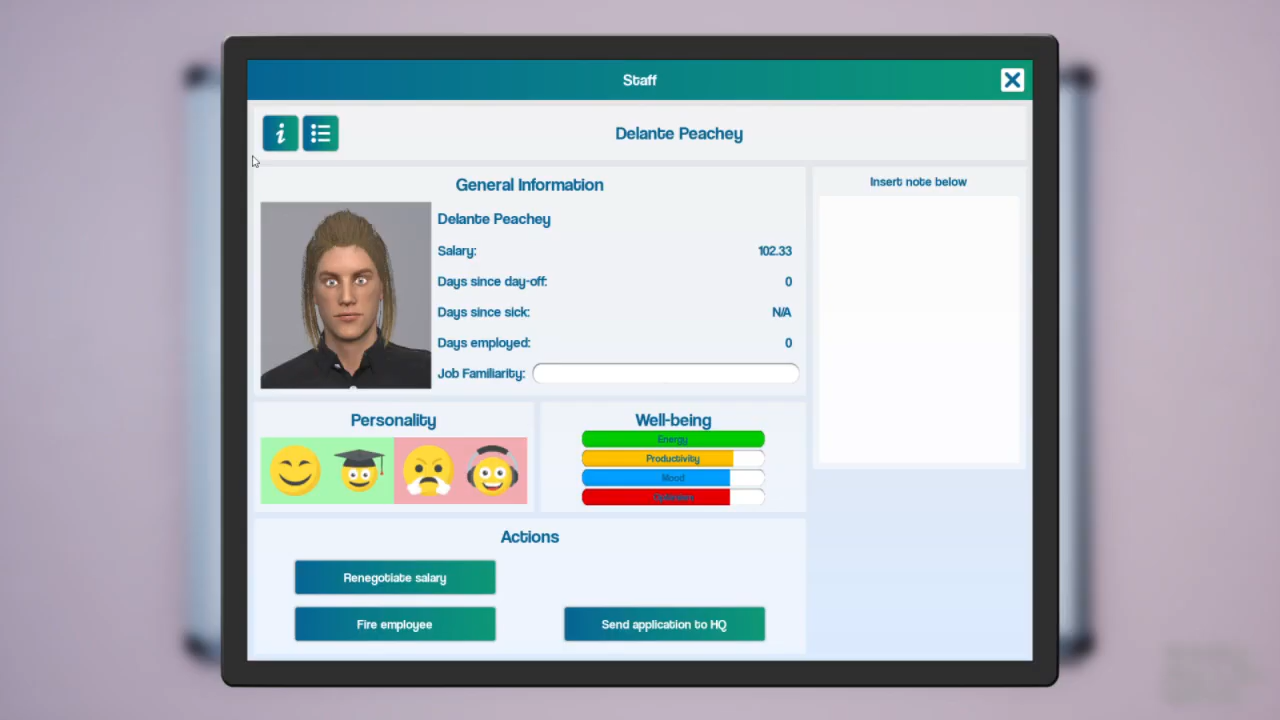 Staff
Delante Peachey
General Information
Delante Peachey
Salary: 102.33
Days since day-off: 0
Days since sick: N/A
Days employed: 0
Job Familiarity:
Insert note below
Personality
Well-being
Energy
Productivity
Mood
Optimism
Actions
Renegotiate salary
Fire employee
Send application to HQ